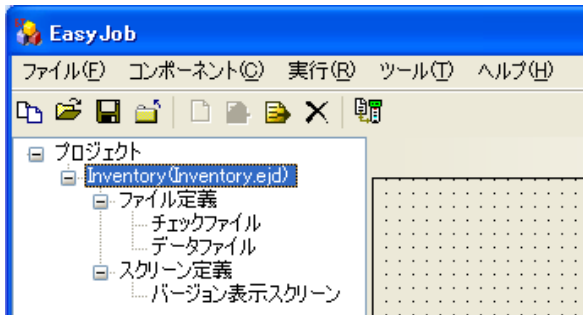 EasyJob
ファイル(F) コンポーネント(C) 実行(R) ツール(T) ヘルプ(H)
プロジェクト
Inventory(Inventory.ejd)
ファイル定義
チェックファイル
データファイル
スクリーン定義
バージョン表示スクリーン